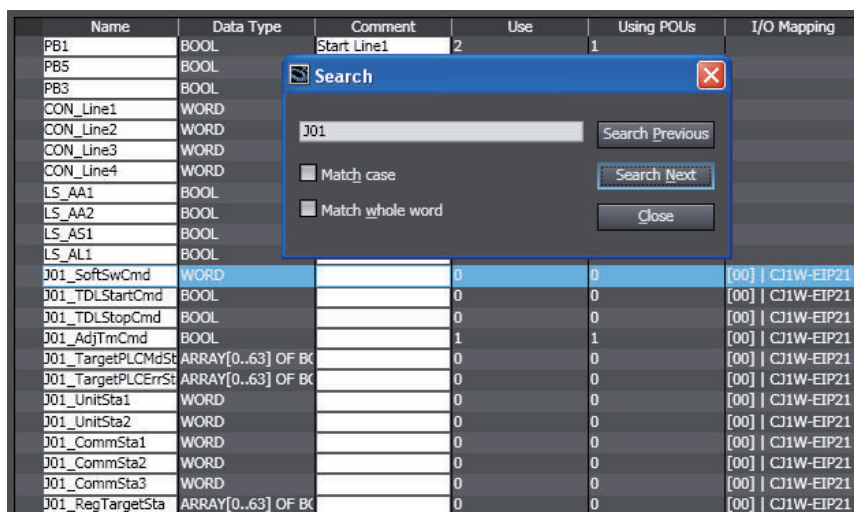 Name Data Type Comment Use Using POUs I/O Mapping
PB1 BOOL Start Line1 2 1
PB5 BOOL
PB3 BOOL
CON_Line1 WORD
CON_Line2 WORD
CON_Line3 WORD
CON_Line4 WORD
LS_AA1 BOOL
LS_AA2 BOOL
LS_AS1 BOOL
LS_AL1 BOOL
Search
J01 Search Previous
Match case Search Next
Match whole word Close
J01_SoftSwCmd WORD 0 0 [00] | CJ1W-EIP21
J01_TDLStartCmd BOOL 0 0 [00] | CJ1W-EIP21
J01_TDLStopCmd BOOL 0 0 [00] | CJ1W-EIP21
J01_AdjTmCmd BOOL 1 1 [00] | CJ1W-EIP21
J01_TargetPLCMdSt ARRAY[0..63] OF BO 0 0 [00] | CJ1W-EIP21
J01_TargetPLCErrSt ARRAY[0..63] OF BO 0 0 [00] | CJ1W-EIP21
J01_UnitSta1 WORD 0 0 [00] | CJ1W-EIP21
J01_UnitSta2 WORD 0 0 [00] | CJ1W-EIP21
J01_CommSta1 WORD 0 0 [00] | CJ1W-EIP21
J01_CommSta2 WORD 0 0 [00] | CJ1W-EIP21
J01_CommSta3 WORD 0 0 [00] | CJ1W-EIP21
J01_RegTargetSta ARRAY[0..63] OF BO 0 0 [00] | CJ1W-EIP21